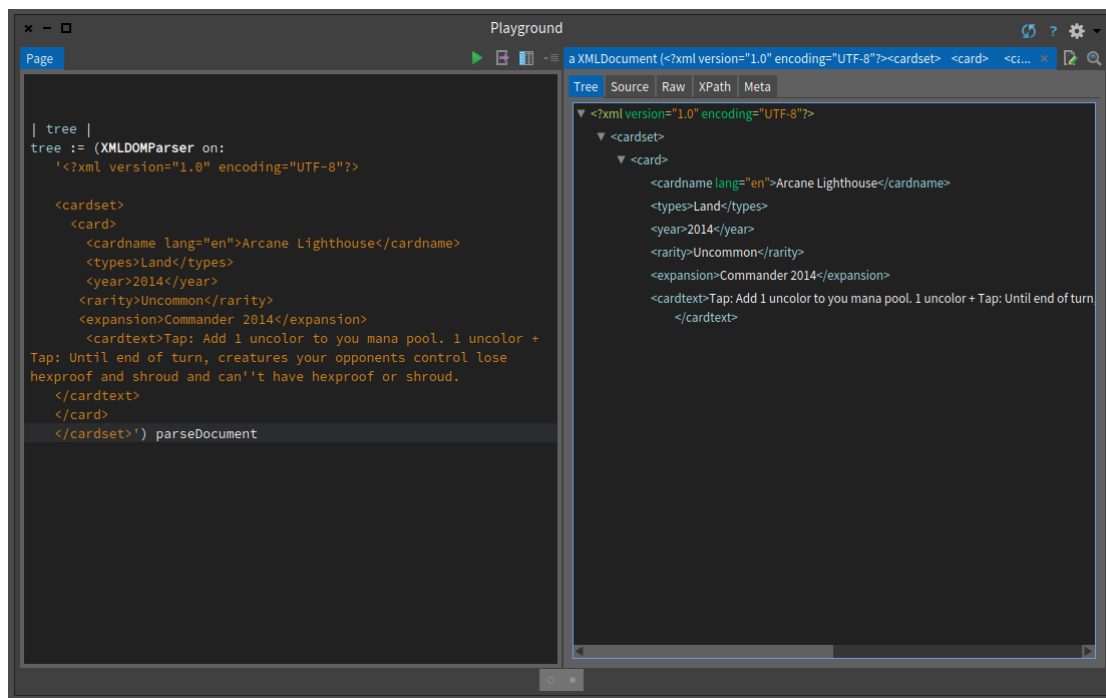 Playground
?
Page
a XMLDocument (<?xml version="1.0" encoding="UTF-8"?><cardset> <card> <ca... ×
Tree Source Raw XPath Meta
| tree |
tree := (XMLDOMParser on:
'<?xml version="1.0" encoding="UTF-8"?>
<cardset>
<card>
<cardname lang="en">Arcane Lighthouse</cardname>
<types>Land</types>
<year>2014</year>
<rarity>Uncommon</rarity>
<expansion>Commander 2014</expansion>
<cardtext>Tap: Add 1 uncolor to you mana pool. 1 uncolor +
Tap: Until end of turn, creatures your opponents control lose
hexproof and shroud and can''t have hexproof or shroud.
</cardtext>
</card>
</cardset>') parseDocument
<?xml version="1.0" encoding="UTF-8"?>
<cardset>
<card>
<cardname lang="en">Arcane Lighthouse</cardname>
<types>Land</types>
<year>2014</year>
<rarity>Uncommon</rarity>
<expansion>Commander 2014</expansion>
<cardtext>Tap: Add 1 uncolor to you mana pool. 1 uncolor + Tap: Until end of turn,
</cardtext>